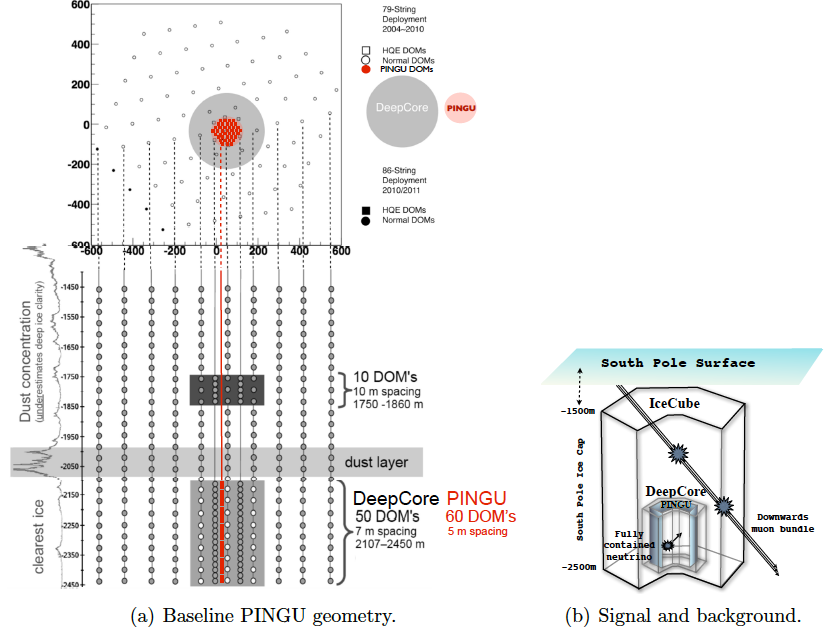 600
400
200
0
-200
-400
-600
-600 -400 -200 0 200 400 600
79-String
Deployment
2004–2010
HQE DOMs
Normal DOMs
PINGU DOMs
DeepCore
PINGU
86-String
Deployment
2010/2011
HQE DOMs
Normal DOMs
Dust concentration
(underestimates deep ice clarity)
clearest ice
-1450
-1550
-1650
-1750
-1850
-1950
-2050
-2150
-2250
-2350
-2450
10 DOM's
10 m spacing
1750 -1860 m
dust layer
DeepCore PINGU
50 DOM's 60 DOM's
7 m spacing 5 m spacing
2107–2450 m
South Pole Surface
-1500m
IceCube
South Pole Ice Cap
DeepCore
PINGU
Fully
contained
neutrino
Downwards
muon bundle
-2500m
(a) Baseline PINGU geometry.
(b) Signal and background.